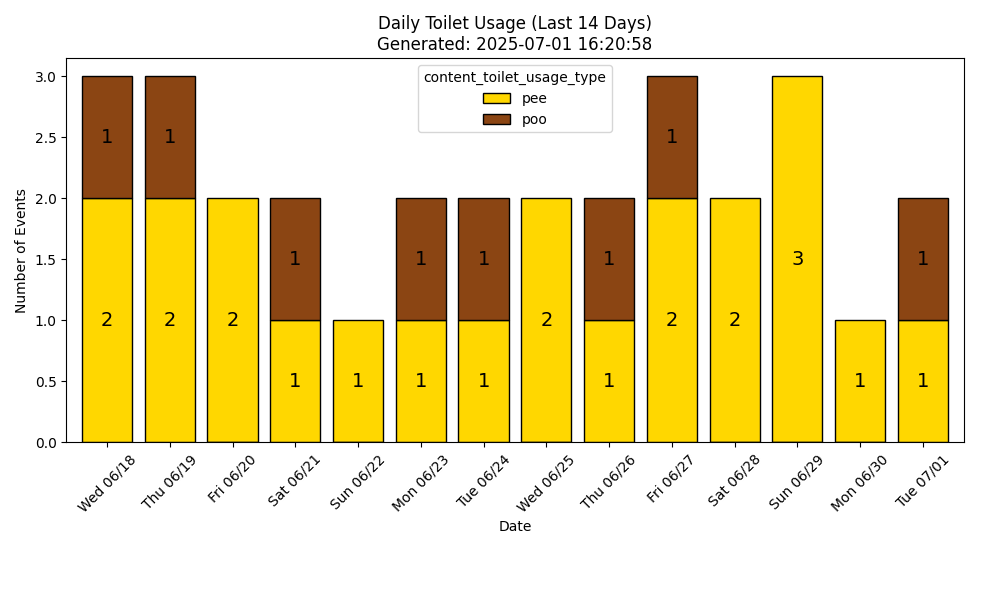 Daily Toilet Usage (Last 14 Days)
Generated: 2025-07-01 16:20:58
content_toilet_usage_type
pee
poo
Number of Events
3.0
2.5
2.0
1.5
1.0
0.5
0.0
1 1 1
1 1 1 1 3 1
2 2 2 2 2 2
1 1 1 1 1 1 1
Wed 06/18
Thu 06/19
Fri 06/20
Sat 06/21
Sun 06/22
Mon 06/23
Tue 06/24
Wed 06/25
Thu 06/26
Fri 06/27
Sat 06/28
Sun 06/29
Mon 06/30
Tue 07/01
Date